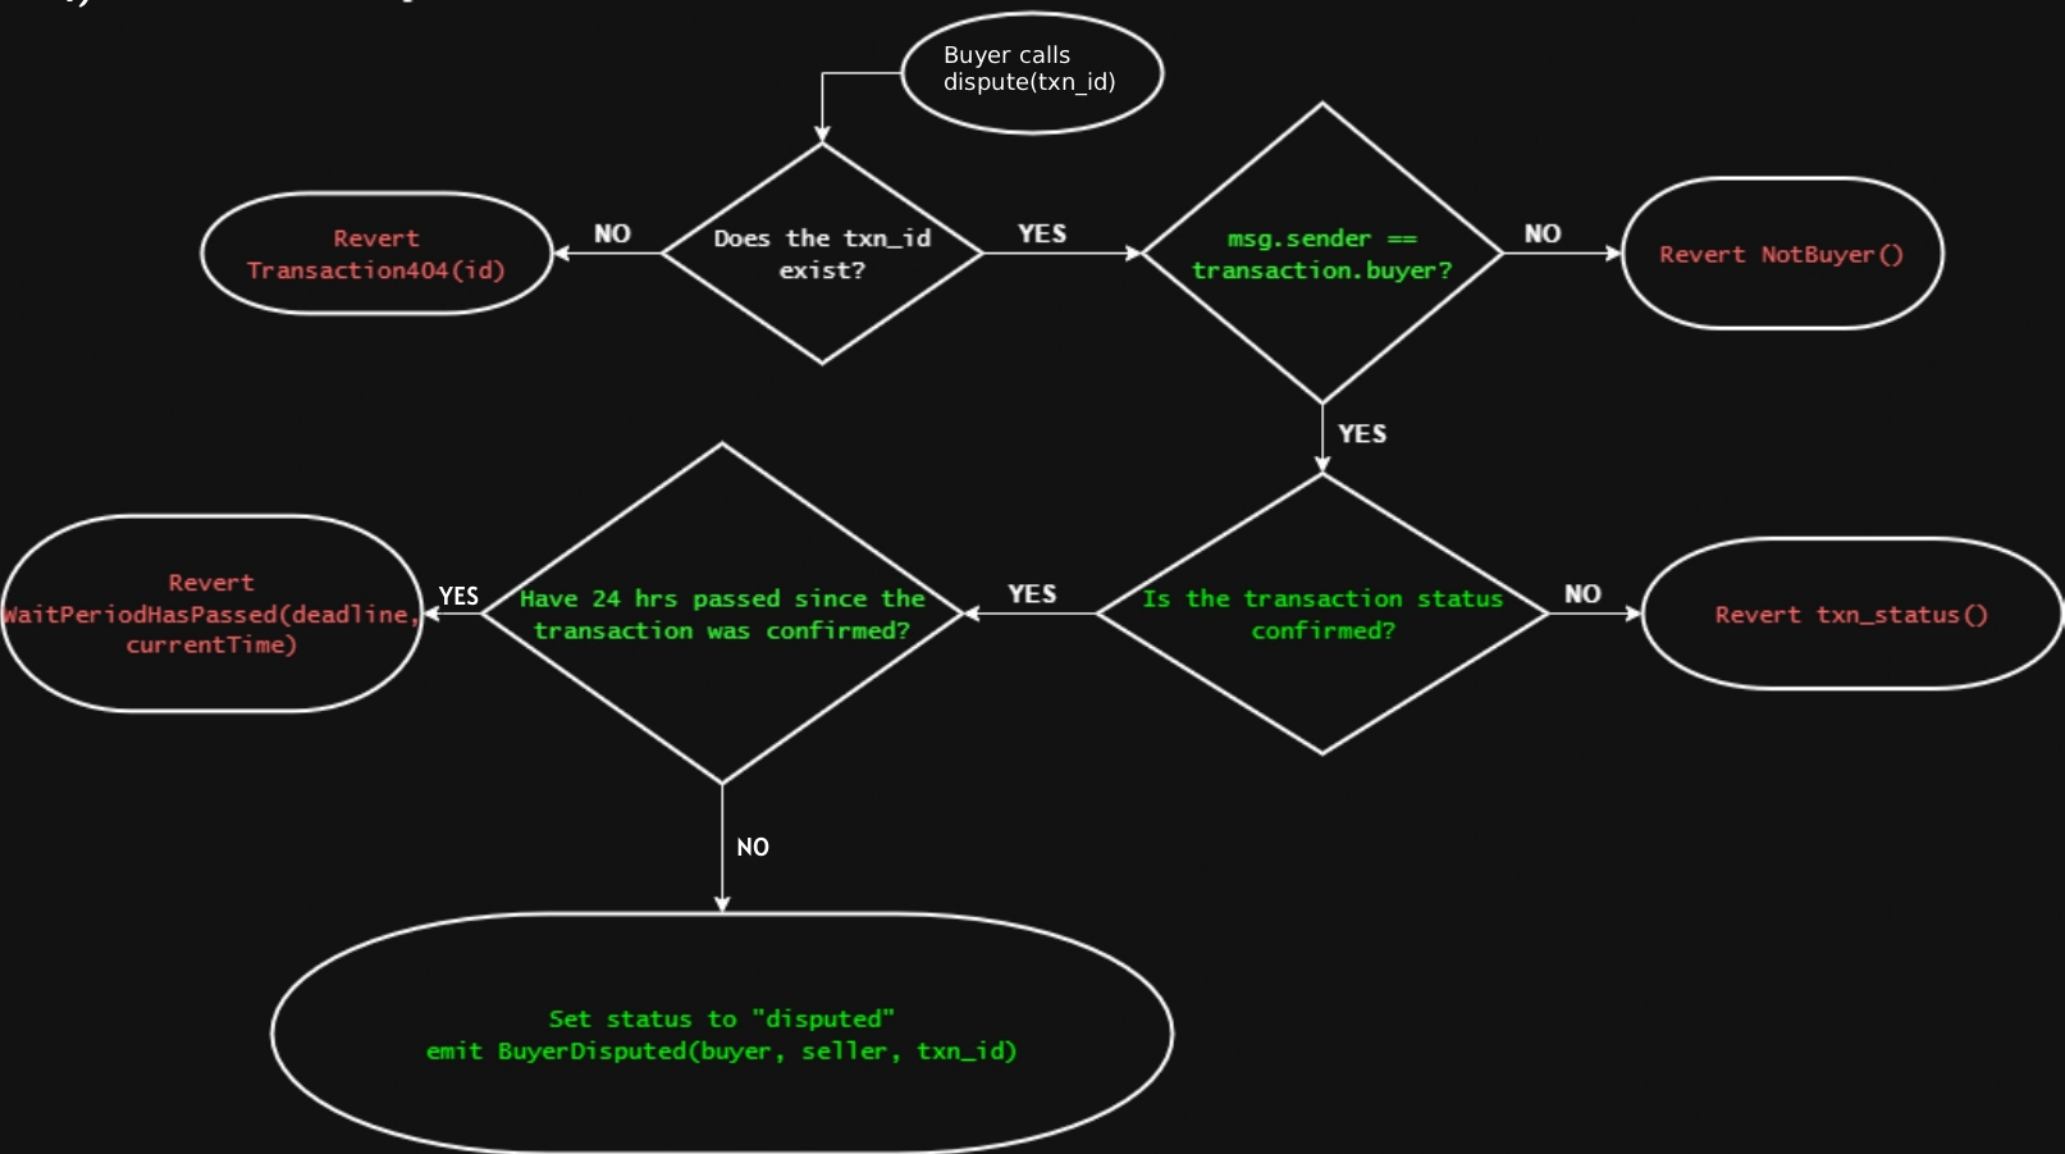 Buyer calls
dispute(txn_id)
Revert
Transaction404(id)
NO
Does the txn_id
exist?
YES
msg.sender ==
transaction.buyer?
NO
Revert NotBuyer()
YES
Revert
WaitPeriodHasPassed(deadline,
currentTime)
YES
Have 24 hrs passed since the
transaction was confirmed?
YES
Is the transaction status
confirmed?
NO
Revert txn_status()
NO
Set status to "disputed"
emit BuyerDisputed(buyer, seller, txn_id)